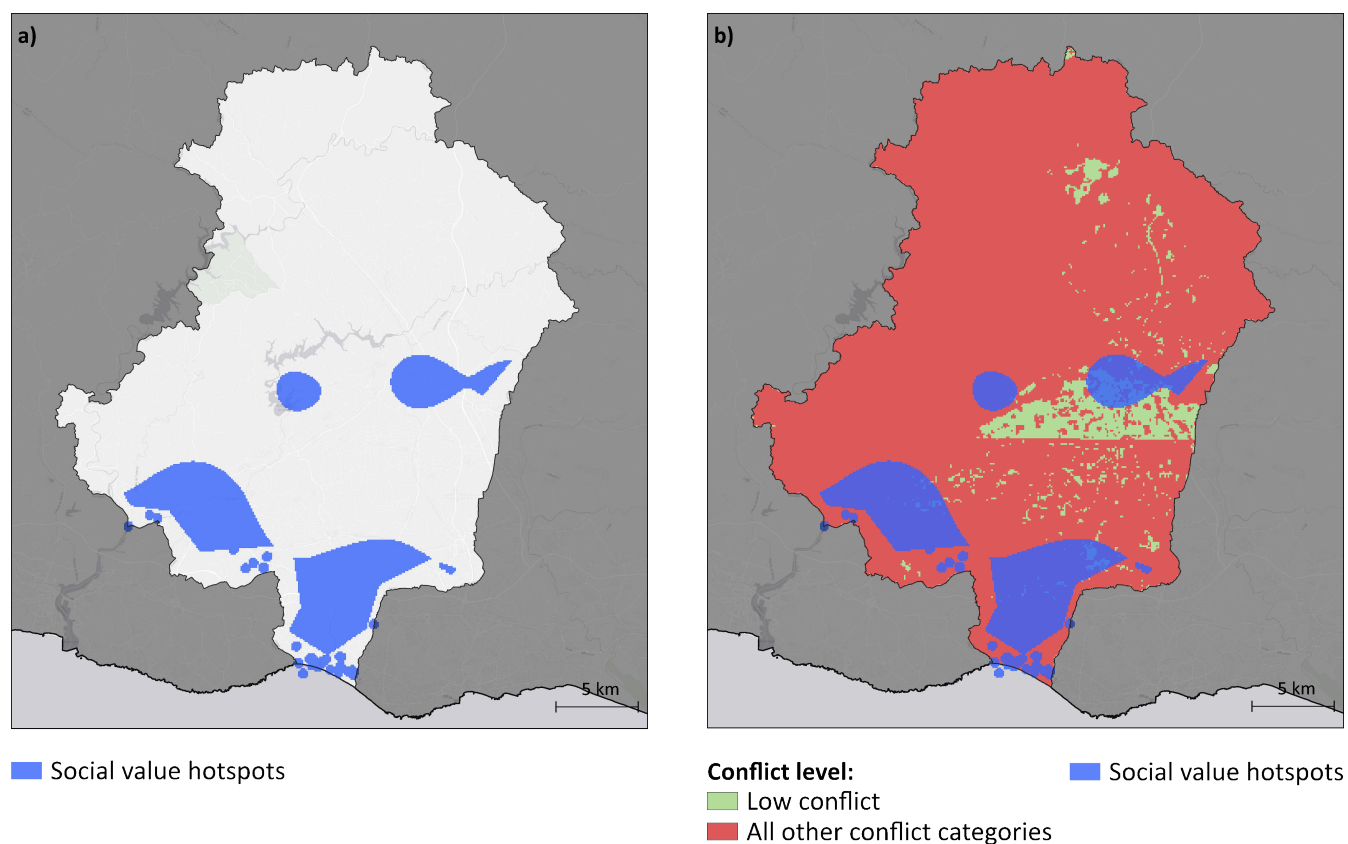 a)
b)
5 km
5 km
Social value hotspots
Conflict level:
Social value hotspots
Low conflict
All other conflict categories